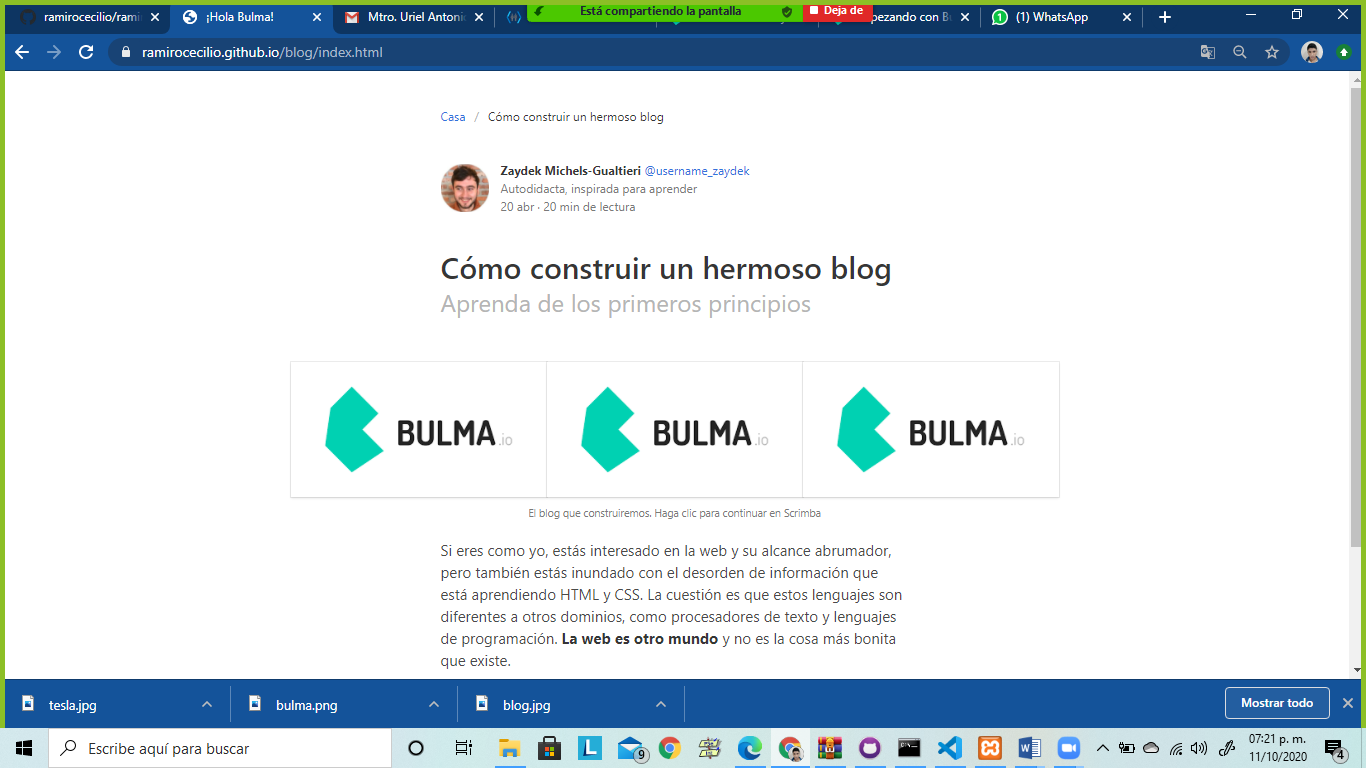 ramirocecilio/rami
¡Hola Bulma!
Mtro. Uriel Antoni
Está compartiendo la pantalla
Deja de
pezando con B
(1) WhatsApp
ramirocecilio.github.io/blog/index.html
Casa / Cómo construir un hermoso blog
Zaydek Michels-Gualtieri @username_zaydek
Autodidacta, inspirada para aprender
20 abr · 20 min de lectura
Cómo construir un hermoso blog
Aprenda de los primeros principios
BULMA.io BULMA.io BULMA.io
El blog que construiremos. Haga clic para continuar en Scrimba
Si eres como yo, estás interesado en la web y su alcance abrumador,
pero también estás inundado con el desorden de información que
está aprendiendo HTML y CSS. La cuestión es que estos lenguajes son
diferentes a otros dominios, como procesadores de texto y lenguajes
de programación. La web es otro mundo y no es la cosa más bonita
que existe.
tesla.jpg
bulma.png
blog.jpg
Mostrar todo
Escribe aquí para buscar
9
07:21 p. m.
11/10/2020
4